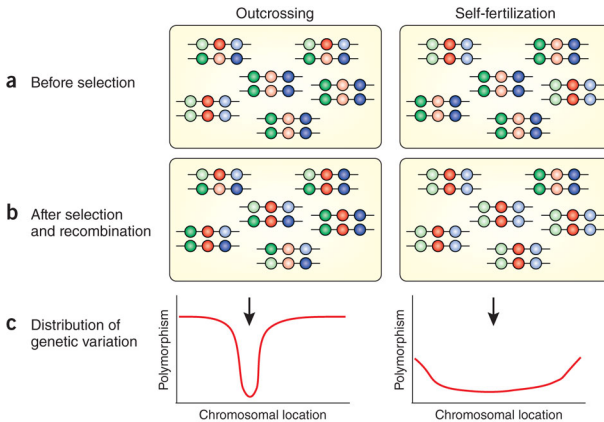 Outcrossing
Self-fertilization
a Before selection
b After selection
and recombination
c Distribution of
genetic variation
Polymorphism
Chromosomal location
Polymorphism
Chromosomal location